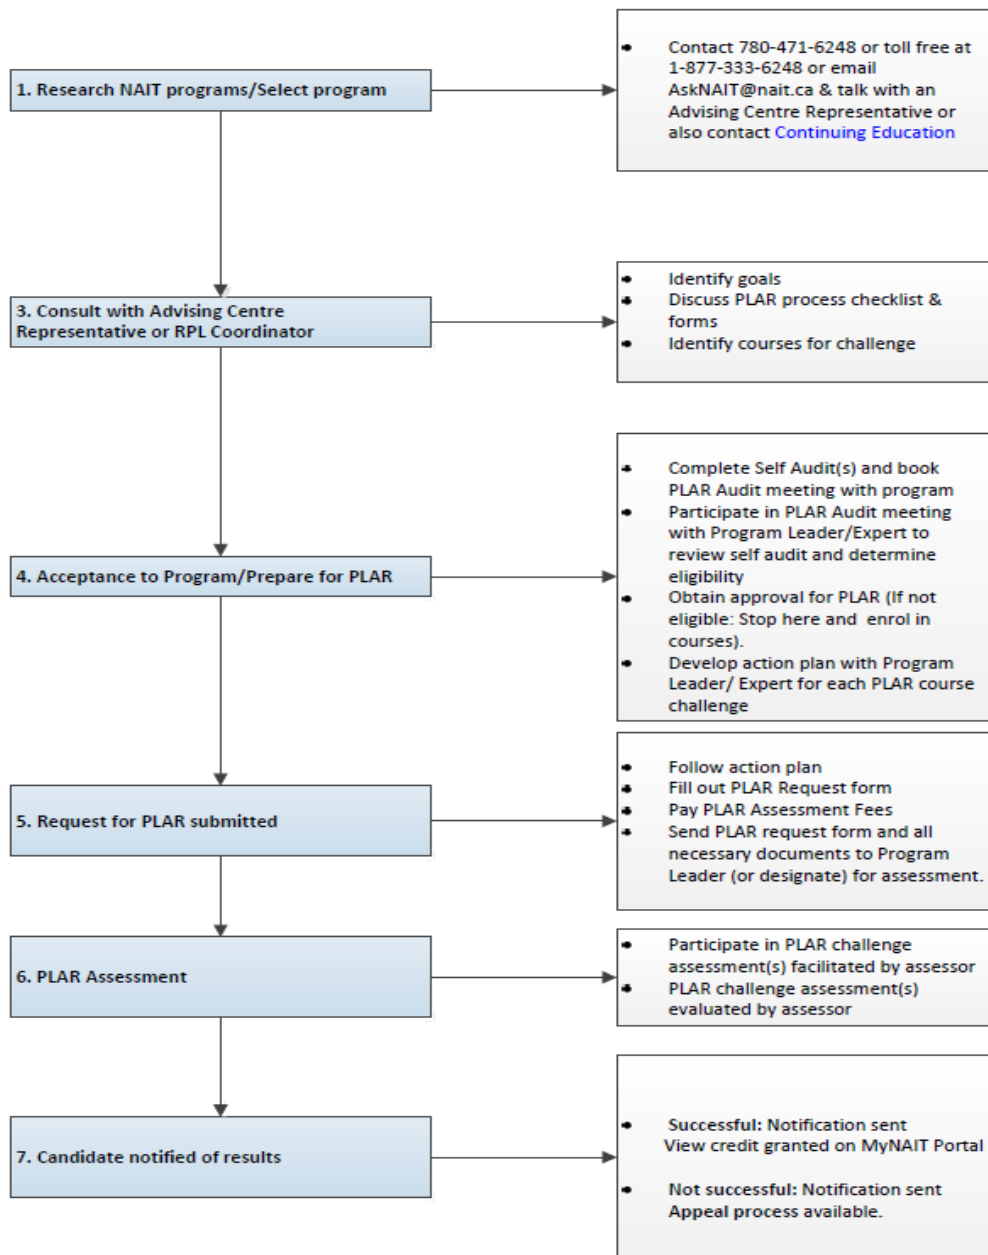 1. Research NAIT programs/Select program
• Contact 780-471-6248 or toll free at
1-877-333-6248 or email
AskNAIT@nait.ca & talk with an
Advising Centre Representative or
also contact Continuing Education
3. Consult with Advising Centre
Representative or RPL Coordinator
• Identify goals
• Discuss PLAR process checklist &
forms
• Identify courses for challenge
4. Acceptance to Program/Prepare for PLAR
• Complete Self Audit(s) and book
PLAR Audit meeting with program
• Participate in PLAR Audit meeting
with Program Leader/Expert to
review self audit and determine
eligibility
• Obtain approval for PLAR (If not
eligible: Stop here and enrol in
courses).
• Develop action plan with Program
Leader/ Expert for each PLAR course
challenge
5. Request for PLAR submitted
• Follow action plan
• Fill out PLAR Request form
• Pay PLAR Assessment Fees
• Send PLAR request form and all
necessary documents to Program
Leader (or designate) for assessment.
6. PLAR Assessment
• Participate in PLAR challenge
assessment(s) facilitated by assessor
• PLAR challenge assessment(s)
evaluated by assessor
7. Candidate notified of results
• Successful: Notification sent
View credit granted on MyNAIT Portal
• Not successful: Notification sent
Appeal process available.